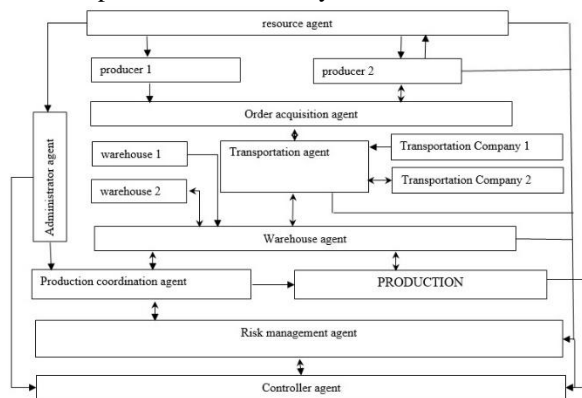 resource agent
producer 1
producer 2
Order acquisition agent
warehouse 1
Transportation agent
Transportation Company 1
warehouse 2
Transportation Company 2
Administrator agent
Warehouse agent
Production coordination agent
PRODUCTION
Risk management agent
Controller agent